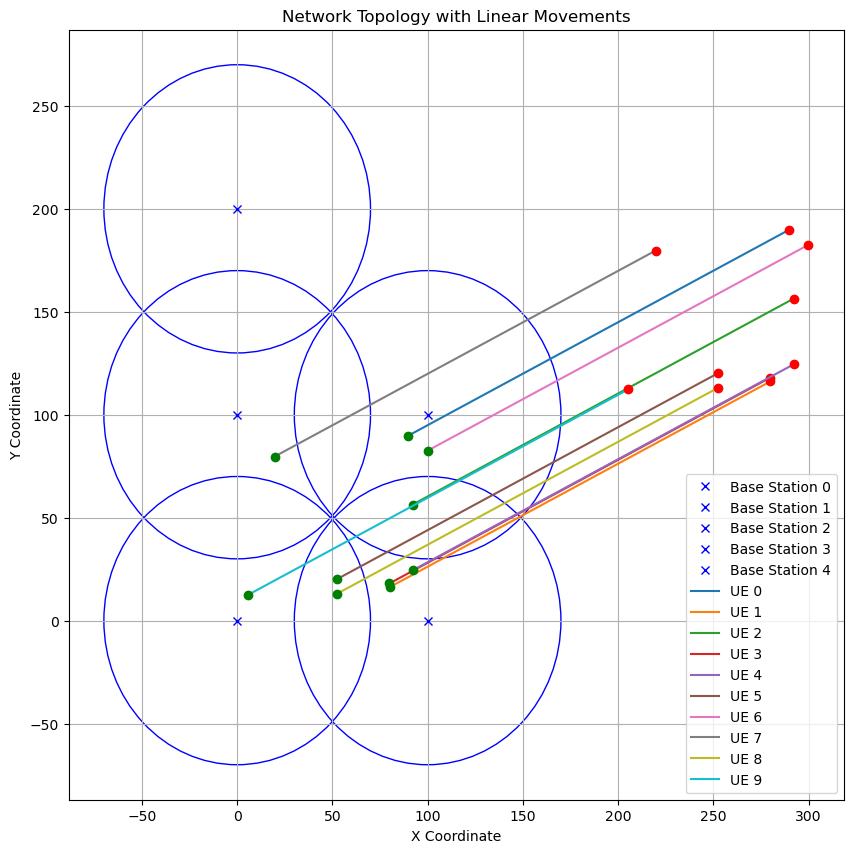 Network Topology with Linear Movements
Y Coordinate
250
200
150
100
50
0
−50
−50
0
50
100
150
200
250
300
X Coordinate
Base Station 0
Base Station 1
Base Station 2
Base Station 3
Base Station 4
UE 0
UE 1
UE 2
UE 3
UE 4
UE 5
UE 6
UE 7
UE 8
UE 9